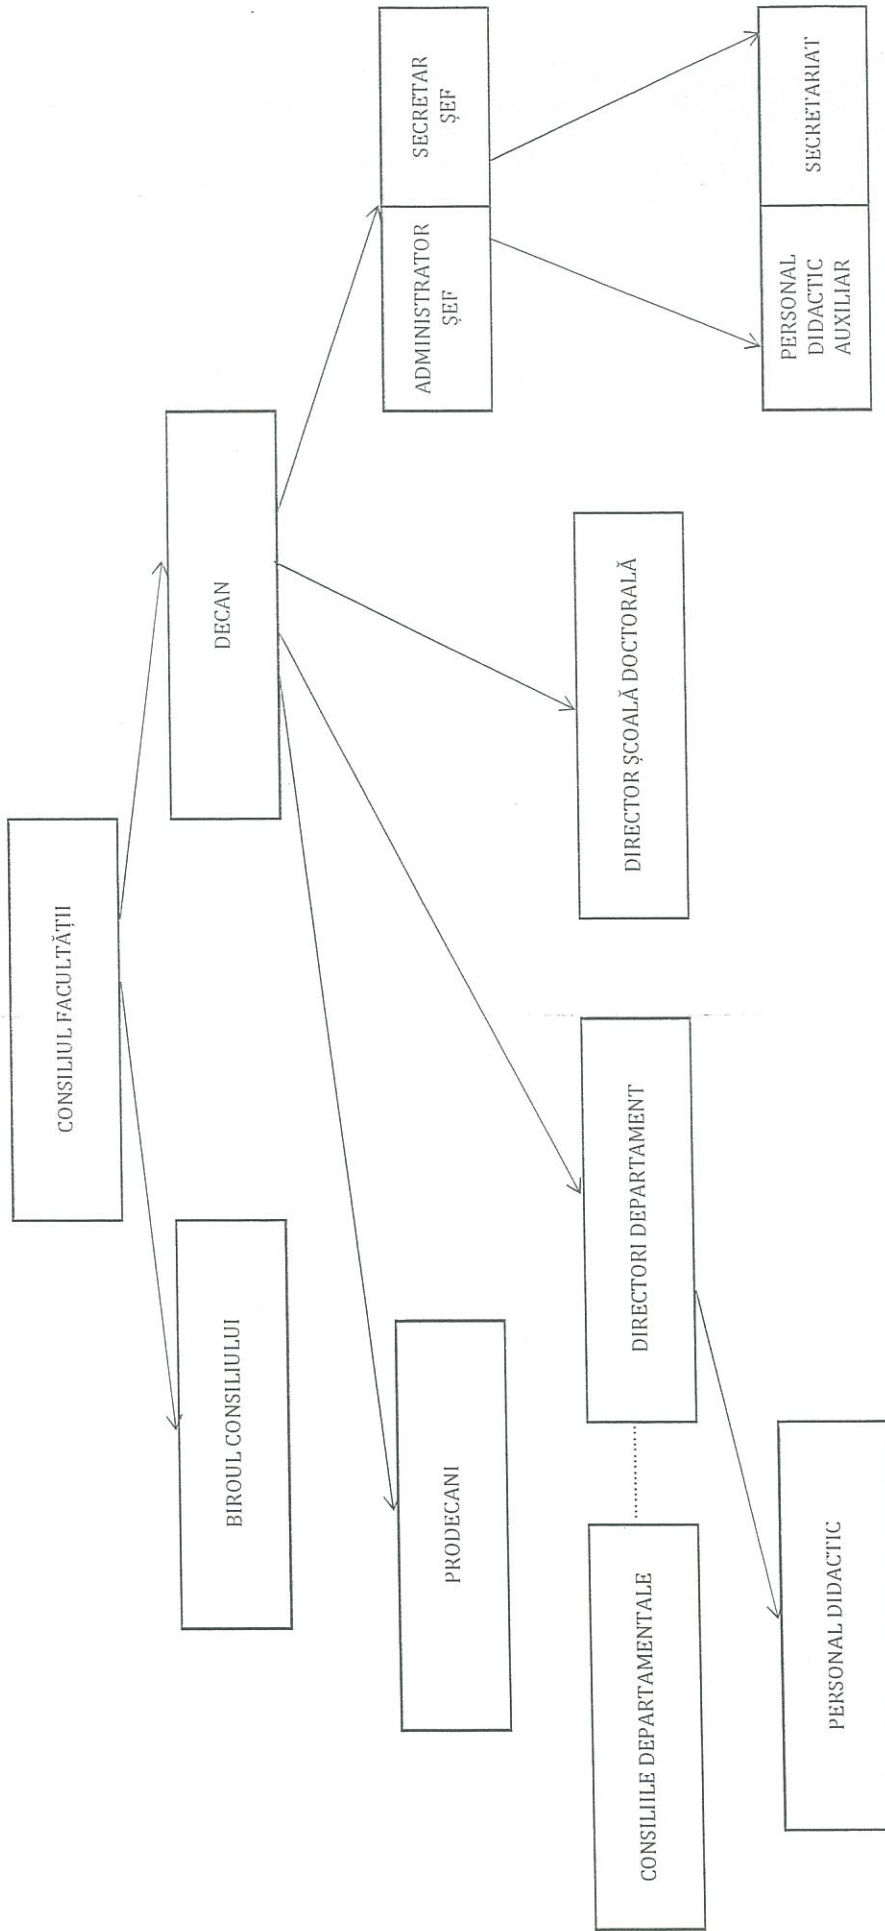 CONSILIUL FACULTĂȚII
BIROUL CONSILIULUI
DECAN
PRODECANI
ADMINISTRATOR
ȘEF
SECRETAR
ȘEF
CONSILIILE DEPARTAMENTALE
DIRECTORI DEPARTAMENT
DIRECTOR ȘCOALĂ DOCTORALĂ
PERSONAL DIDACTIC
PERSONAL
DIDACTIC
AUXILIAR
SECRETARIAT